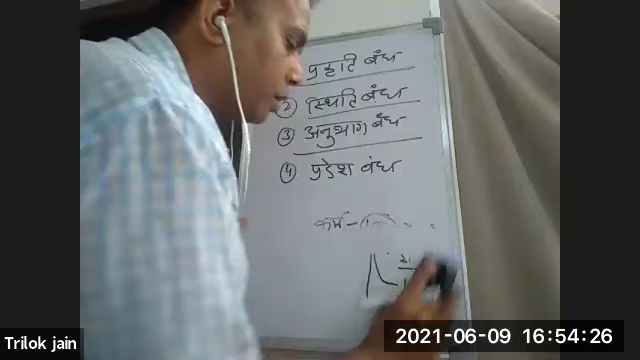 प्रकृति बंध
② स्थिति बंध
③ अनुभाग बंध
④ प्रदेश बंध
कर्म –
Trilok jain
2021-06-09 16:54:26